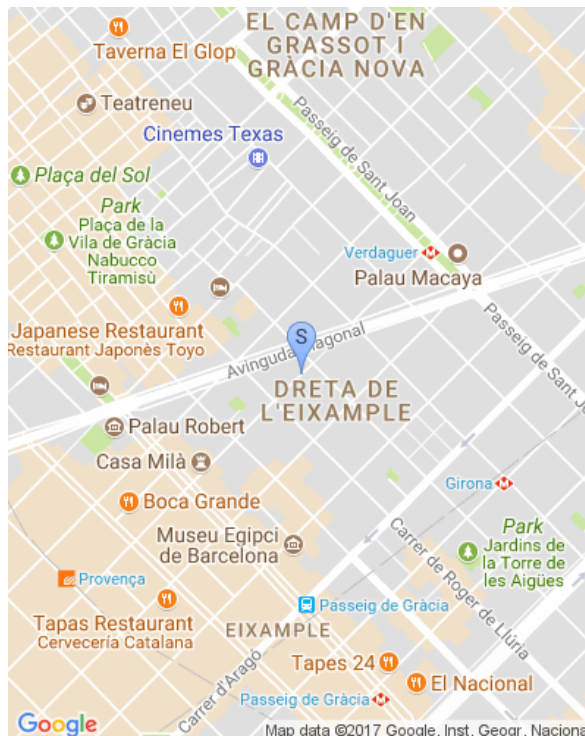 EL CAMP D'EN
GRASSOT I
GRÀCIA NOVA
Taverna El Glop
Teatreneu
Passeig de Sant Joan
Cinemes Texas
Plaça del Sol
Park
Plaça de la
Vila de Gràcia
Nabucco
Tiramisù
Verdaguer
M
Palau Macaya
Japanese Restaurant
Restaurant Japonès Toyo
S
Passeig de Sant Joan
DRETA DE
L'EIXAMPLE
Palau Robert
Casa Milà
Girona
M
Boca Grande
Museu Egipci
de Barcelona
Carrer de Roger de Llúria
Park
Jardins de
la Torre de
les Aigües
Provença
Passeig de Gràcia
Tapas Restaurant
Cervecería Catalana
EIXAMPLE
Carrer d'Aragó
Tapes 24
El Nacional
Passeig de Gràcia
M
Google
Map data ©2017 Google, Inst. Geogr. Nacion